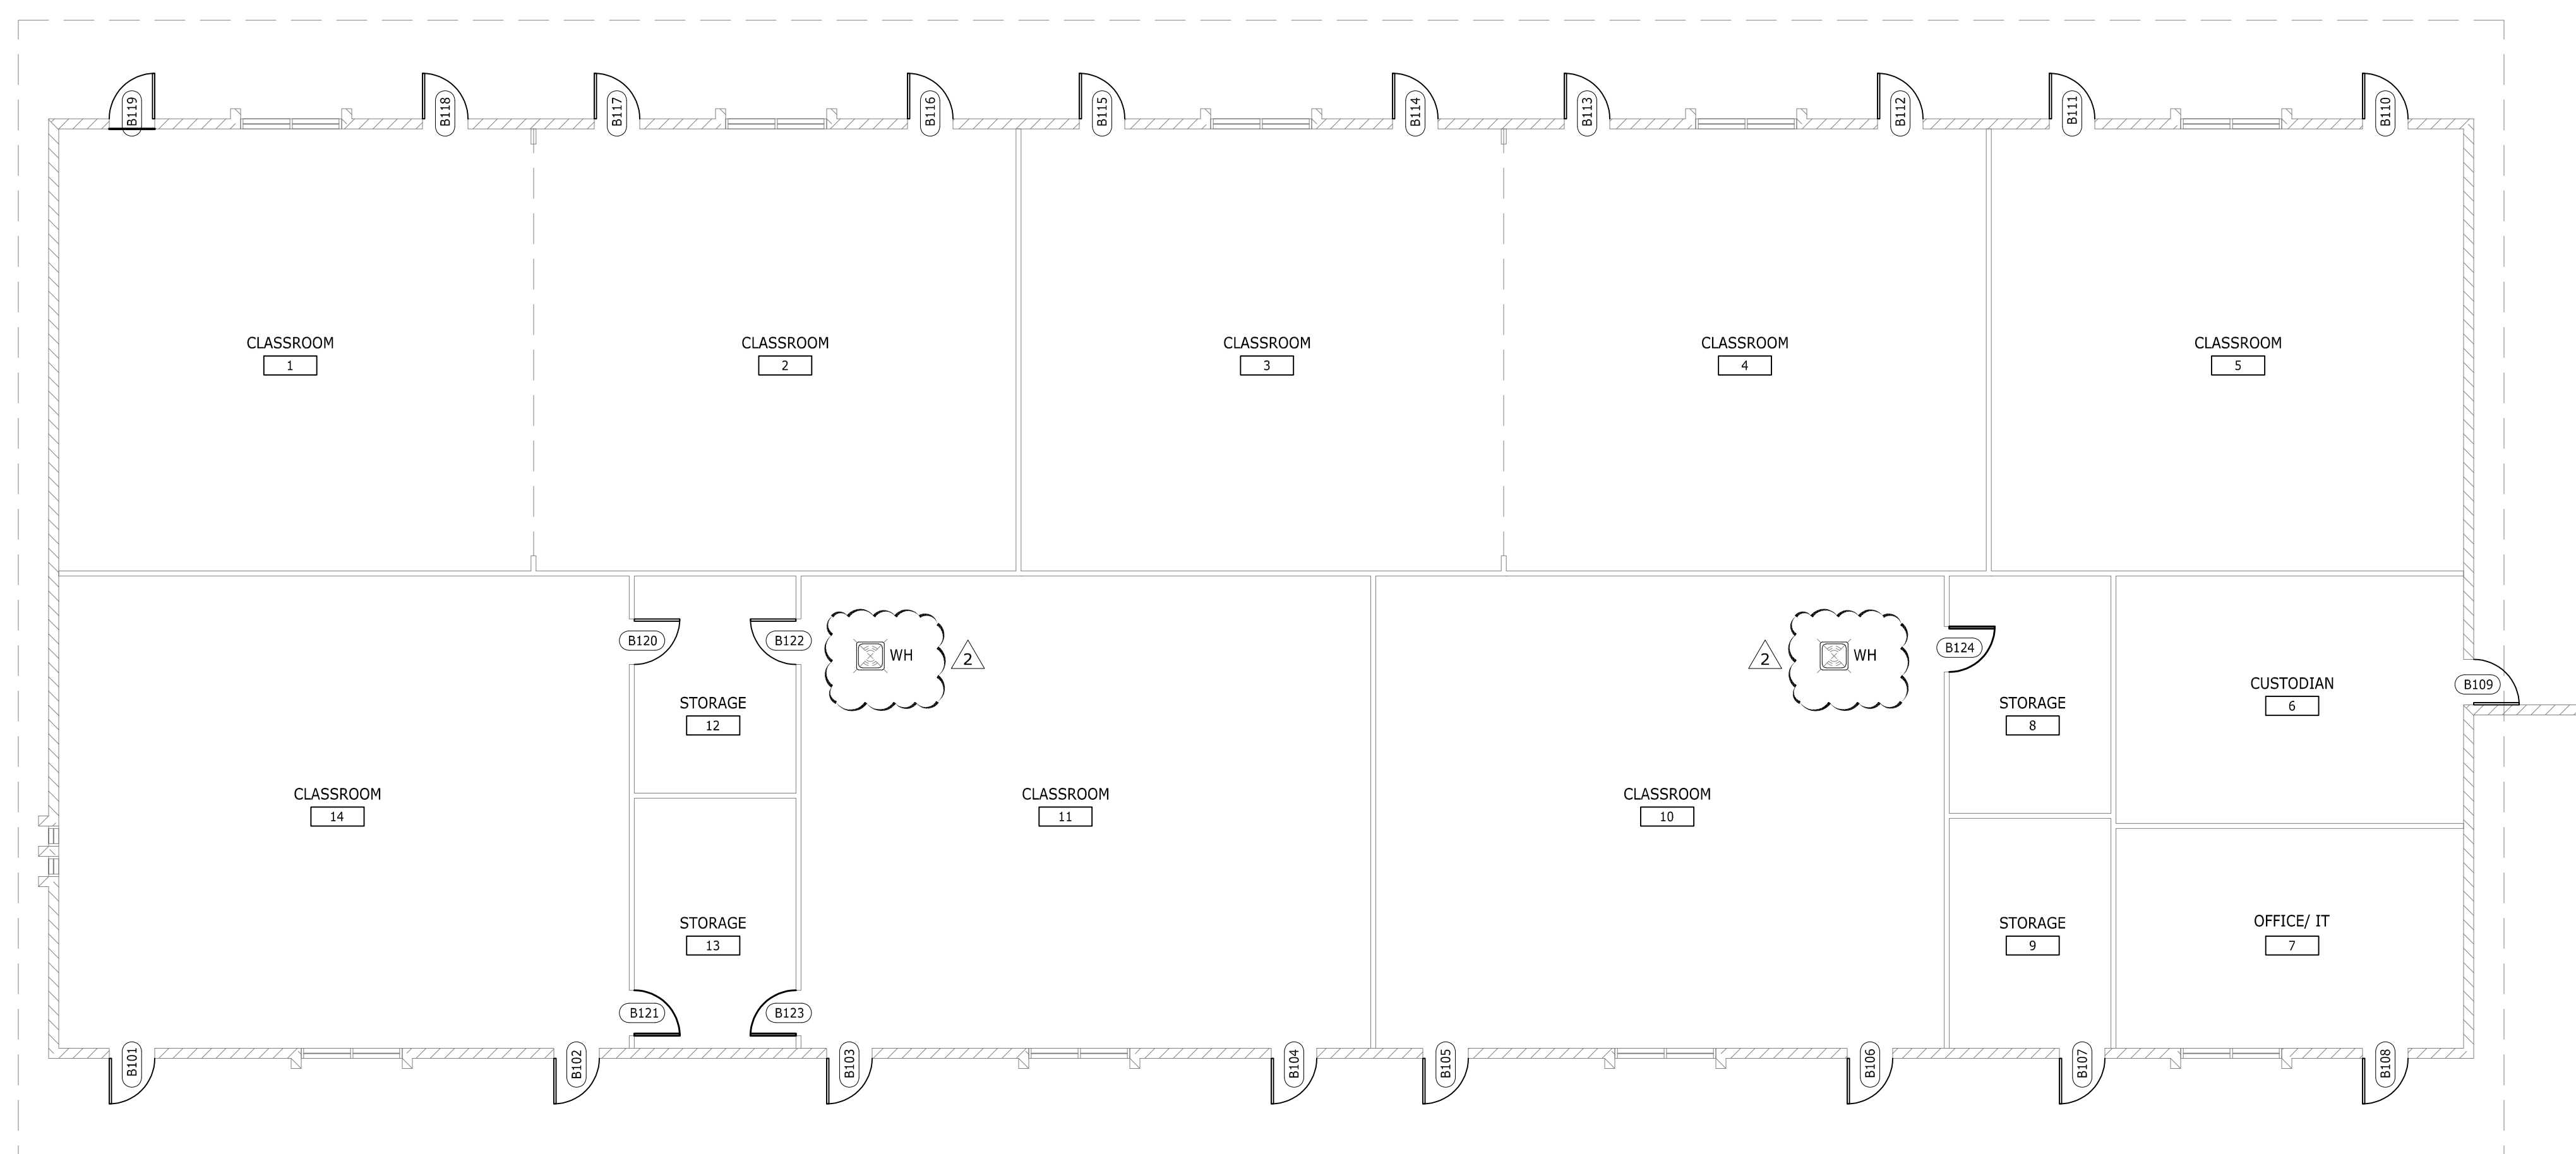 B119
B118
B117
B116
B115
B114
B113
B112
B111
B110
CLASSROOM
1
CLASSROOM
2
CLASSROOM
3
CLASSROOM
4
CLASSROOM
5
B120
B122
WH
2
2
WH
B124
STORAGE
12
STORAGE
8
CUSTODIAN
6
B109
CLASSROOM
14
CLASSROOM
11
CLASSROOM
10
STORAGE
13
STORAGE
9
OFFICE/ IT
7
B121
B123
B101
B102
B103
B104
B105
B106
B107
B108